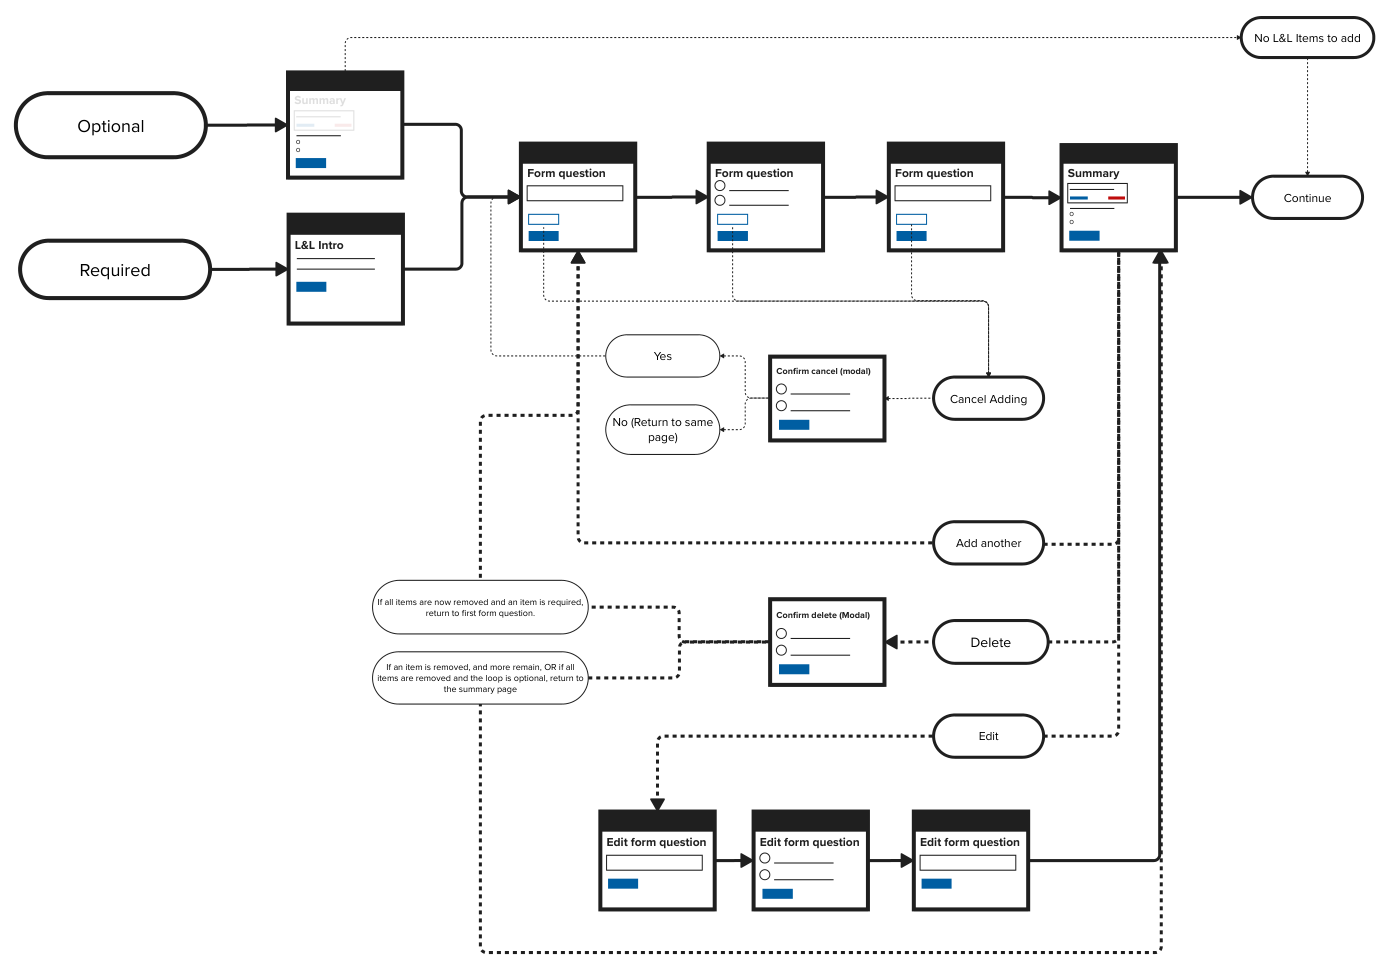 No L&L Items to add
Optional
Summary
Required
L&L Intro
Form question
Form question
Form question
Summary
Continue
Yes
No (Return to same
page)
Confirm cancel (modal)
Cancel Adding
Add another
If all items are now removed and an item is required,
return to first form question.
If an item is removed, and more remain, OR if all
items are removed and the loop is optional, return to
the summary page
Confirm delete (Modal)
Delete
Edit
Edit form question
Edit form question
Edit form question